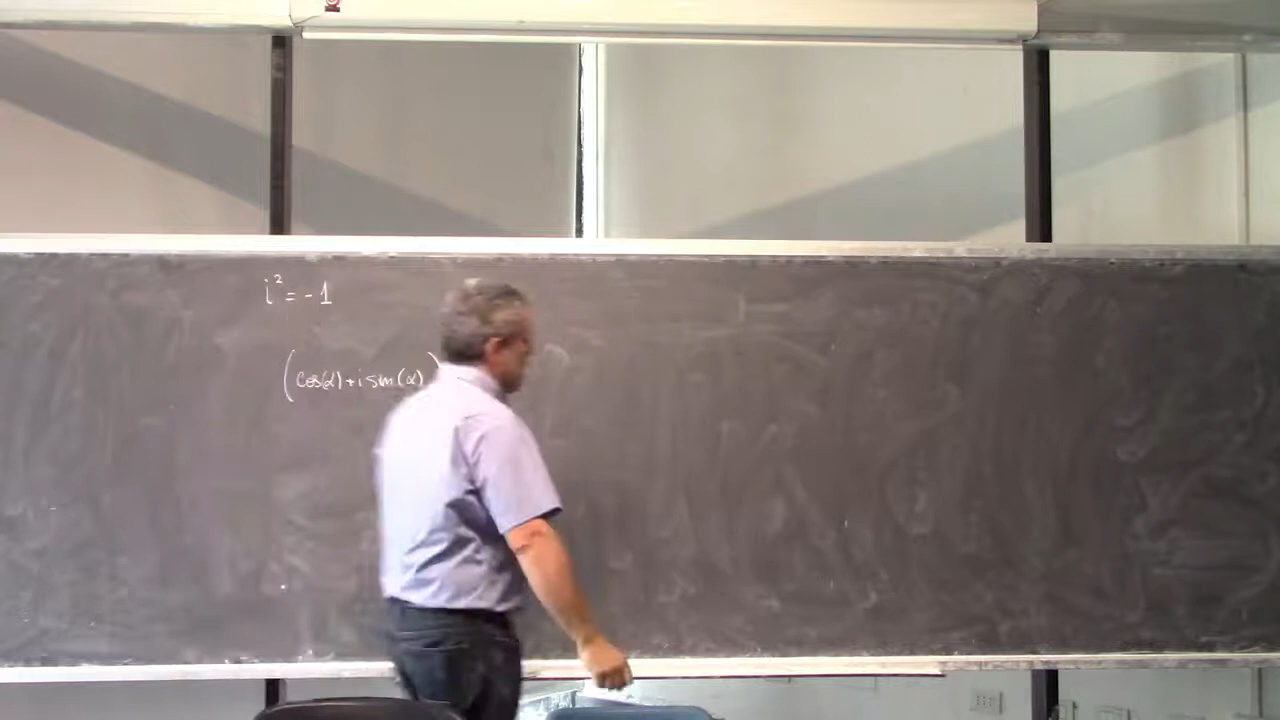 i² = -1
(cos(α) + i sin(α))